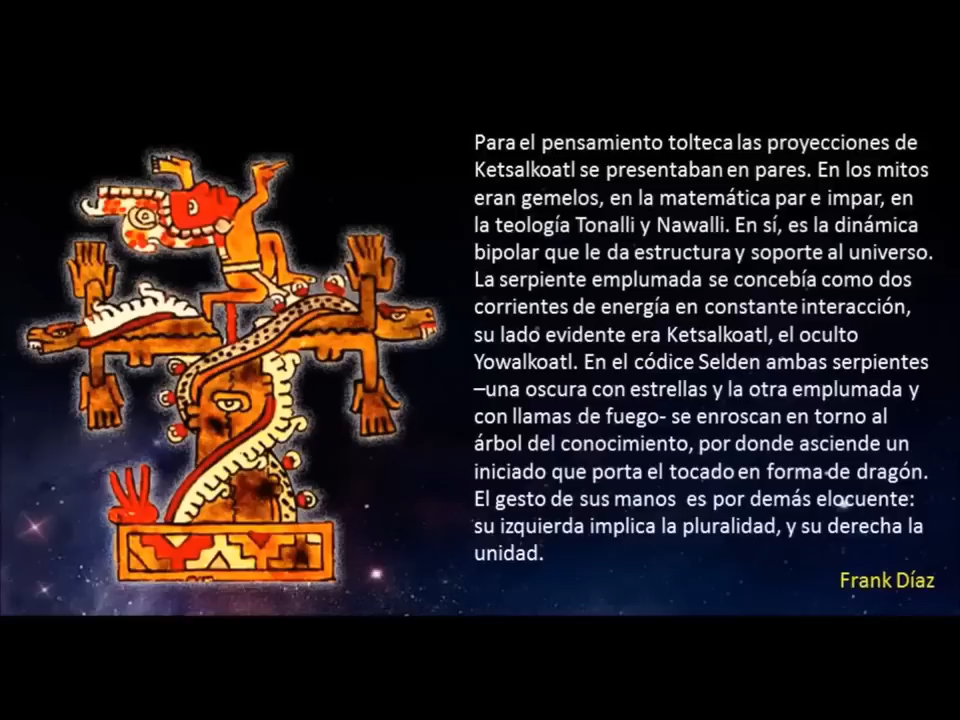 Para el pensamiento tolteca las proyecciones de
Ketsalkoatl se presentaban en pares. En los mitos
eran gemelos, en la matemática par e impar, en
la teología Tonalli y Nawalli. En sí, es la dinámica
bipolar que le da estructura y soporte al universo.
La serpiente emplumada se concebía como dos
corrientes de energía en constante interacción,
su lado evidente era Ketsalkoatl, el oculto
Yowalkoatl. En el códice Selden ambas serpientes
–una oscura con estrellas y la otra emplumada y
con llamas de fuego- se enroscan en torno al
árbol del conocimiento, por donde asciende un
iniciado que porta el tocado en forma de dragón.
El gesto de sus manos es por demás elocuente:
su izquierda implica la pluralidad, y su derecha la
unidad.
Frank Díaz